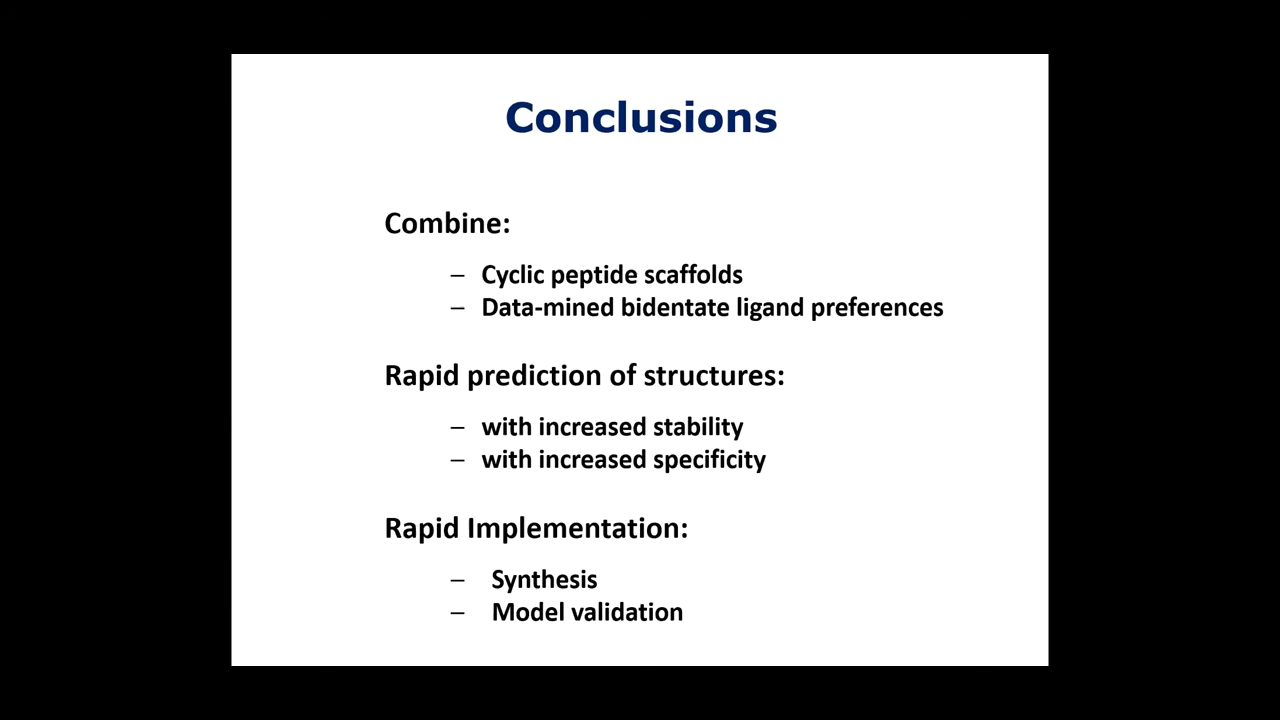 Conclusions
Combine:
– Cyclic peptide scaffolds
– Data-mined bidentate ligand preferences
Rapid prediction of structures:
– with increased stability
– with increased specificity
Rapid Implementation:
– Synthesis
– Model validation